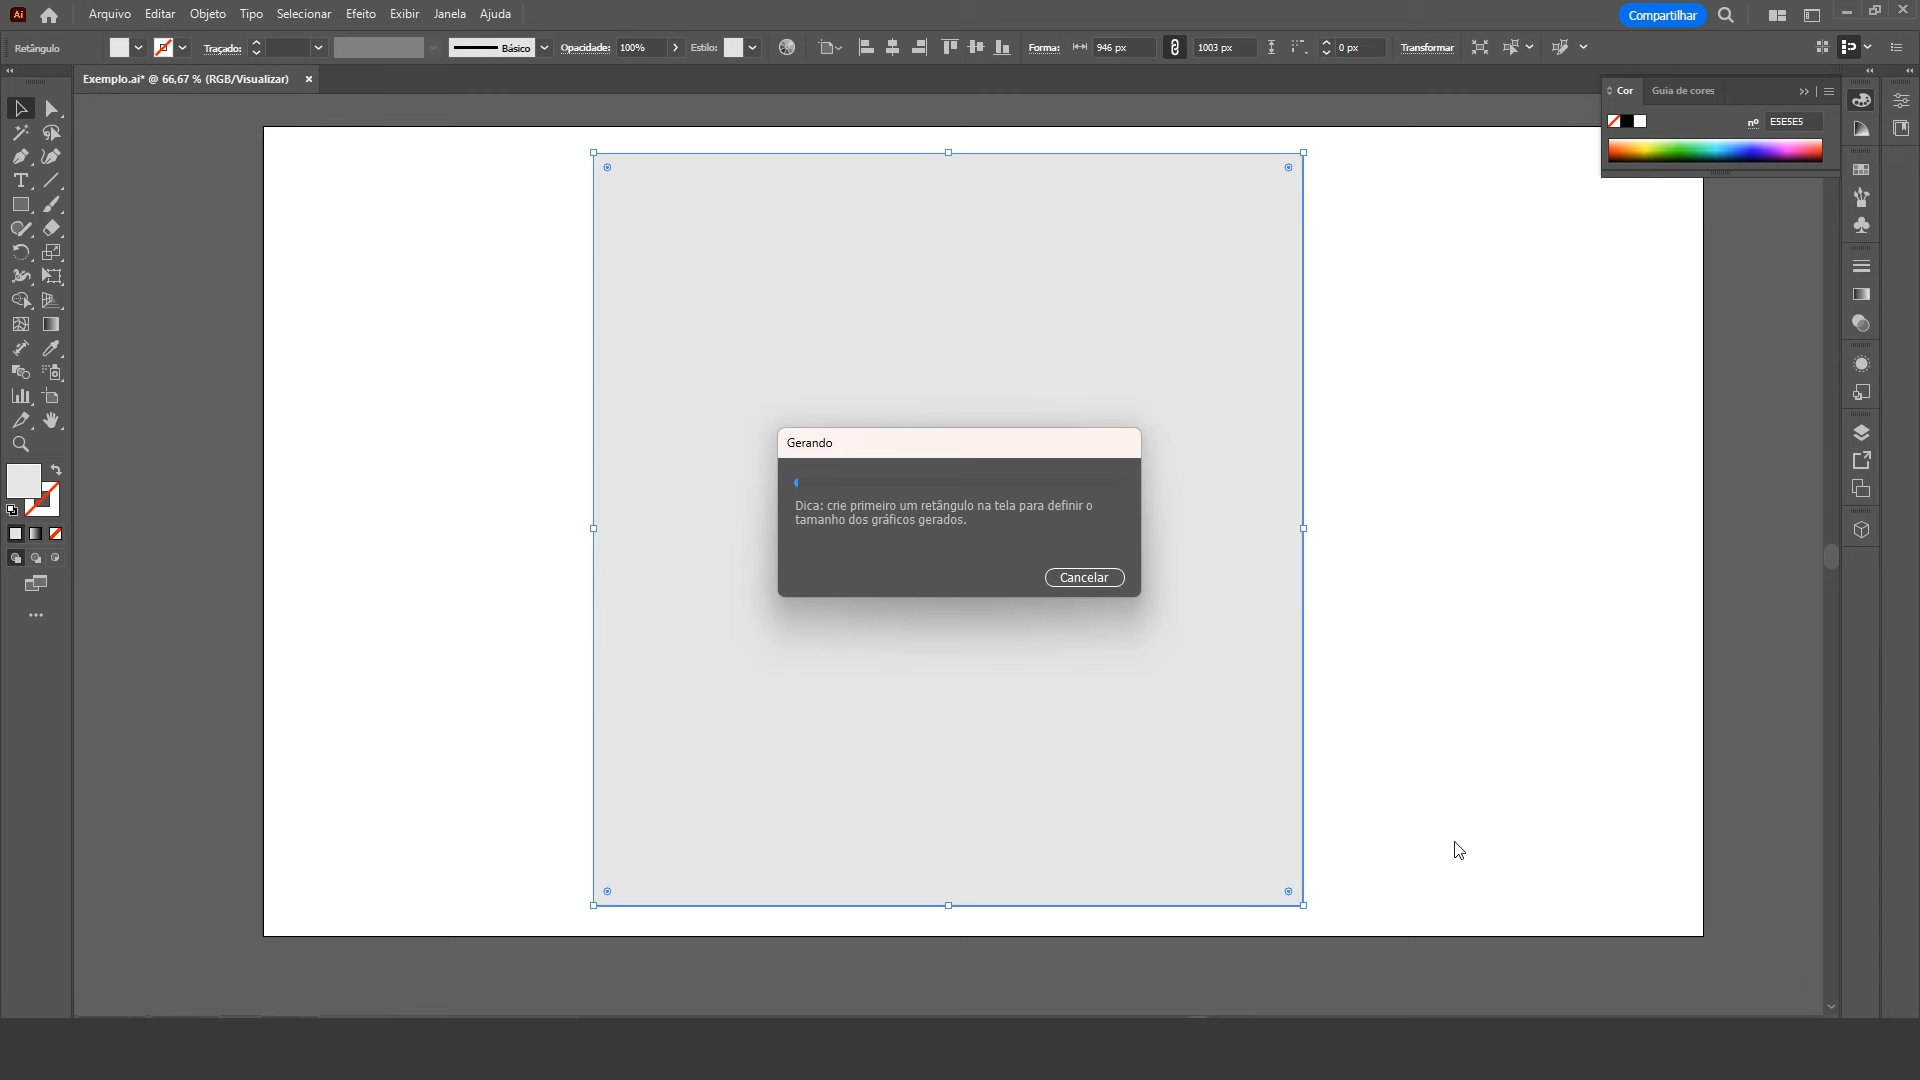 Ai
Arquivo Editar Objeto Tipo Selecionar Efeito Exibir Janela Ajuda
Compartilhar
Retângulo Traçado: Básico Opacidade: 100% Estilo: Forma: 946 px 1003 px 0 px Transformar
Exemplo.ai* @ 66,67 % (RGB/Visualizar)
Cor Guia de cores
nº E5E5E5
Gerando
Dica: crie primeiro um retângulo na tela para definir o
tamanho dos gráficos gerados.
Cancelar